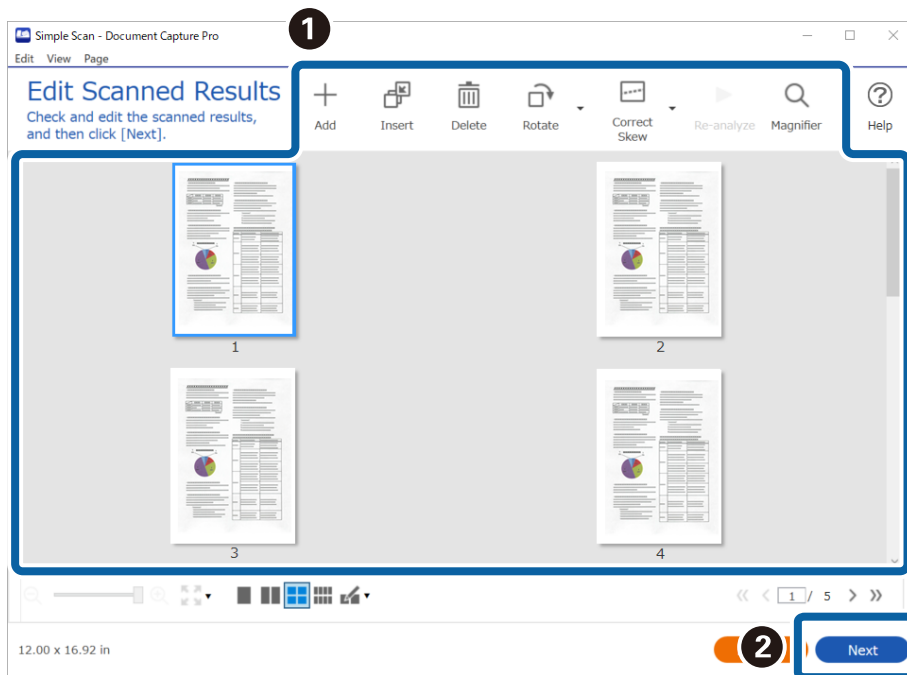 1
Simple Scan - Document Capture Pro
Edit View Page
Edit Scanned Results
Check and edit the scanned results,
and then click [Next].
Add
Insert
Delete
Rotate
Correct
Skew
Re-analyze
Magnifier
Help
1
2
3
4
1 / 5
12.00 x 16.92 in
2
Next